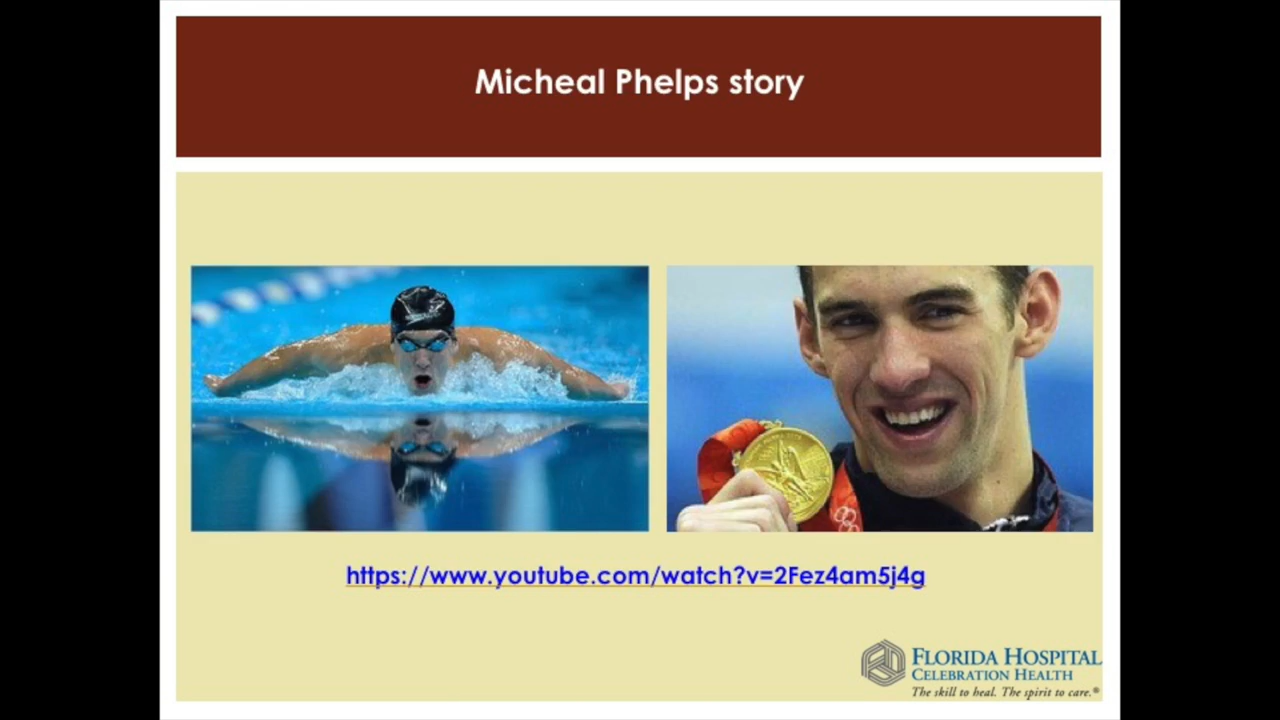 Micheal Phelps story
https://www.youtube.com/watch?v=2Fez4am5j4g
FLORIDA HOSPITAL
CELEBRATION HEALTH
The skill to heal. The spirit to care.®